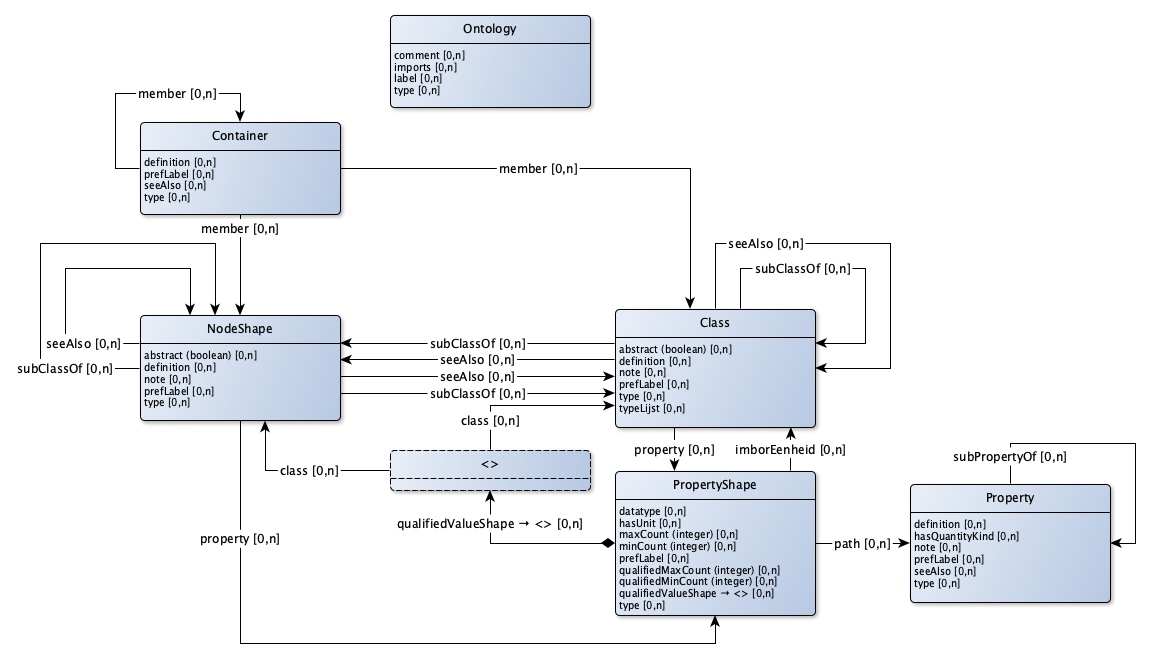 Ontology
comment [0,n]
imports [0,n]
label [0,n]
type [0,n]
member [0,n]
Container
definition [0,n]
prefLabel [0,n]
seeAlso [0,n]
type [0,n]
member [0,n]
member [0,n]
seeAlso [0,n]
subClassOf [0,n]
NodeShape
abstract (boolean) [0,n]
definition [0,n]
note [0,n]
prefLabel [0,n]
type [0,n]
seeAlso [0,n]
subClassOf [0,n]
subClassOf [0,n]
seeAlso [0,n]
seeAlso [0,n]
subClassOf [0,n]
Class
abstract (boolean) [0,n]
definition [0,n]
note [0,n]
prefLabel [0,n]
type [0,n]
typeLijst [0,n]
class [0,n]
<>
class [0,n]
property [0,n]
imborEenheid [0,n]
qualifiedValueShape → <> [0,n]
PropertyShape
datatype [0,n]
hasUnit [0,n]
maxCount (integer) [0,n]
minCount (integer) [0,n]
prefLabel [0,n]
qualifiedMaxCount (integer) [0,n]
qualifiedMinCount (integer) [0,n]
qualifiedValueShape → <> [0,n]
type [0,n]
path [0,n]
subPropertyOf [0,n]
Property
definition [0,n]
hasQuantityKind [0,n]
note [0,n]
prefLabel [0,n]
seeAlso [0,n]
type [0,n]
property [0,n]